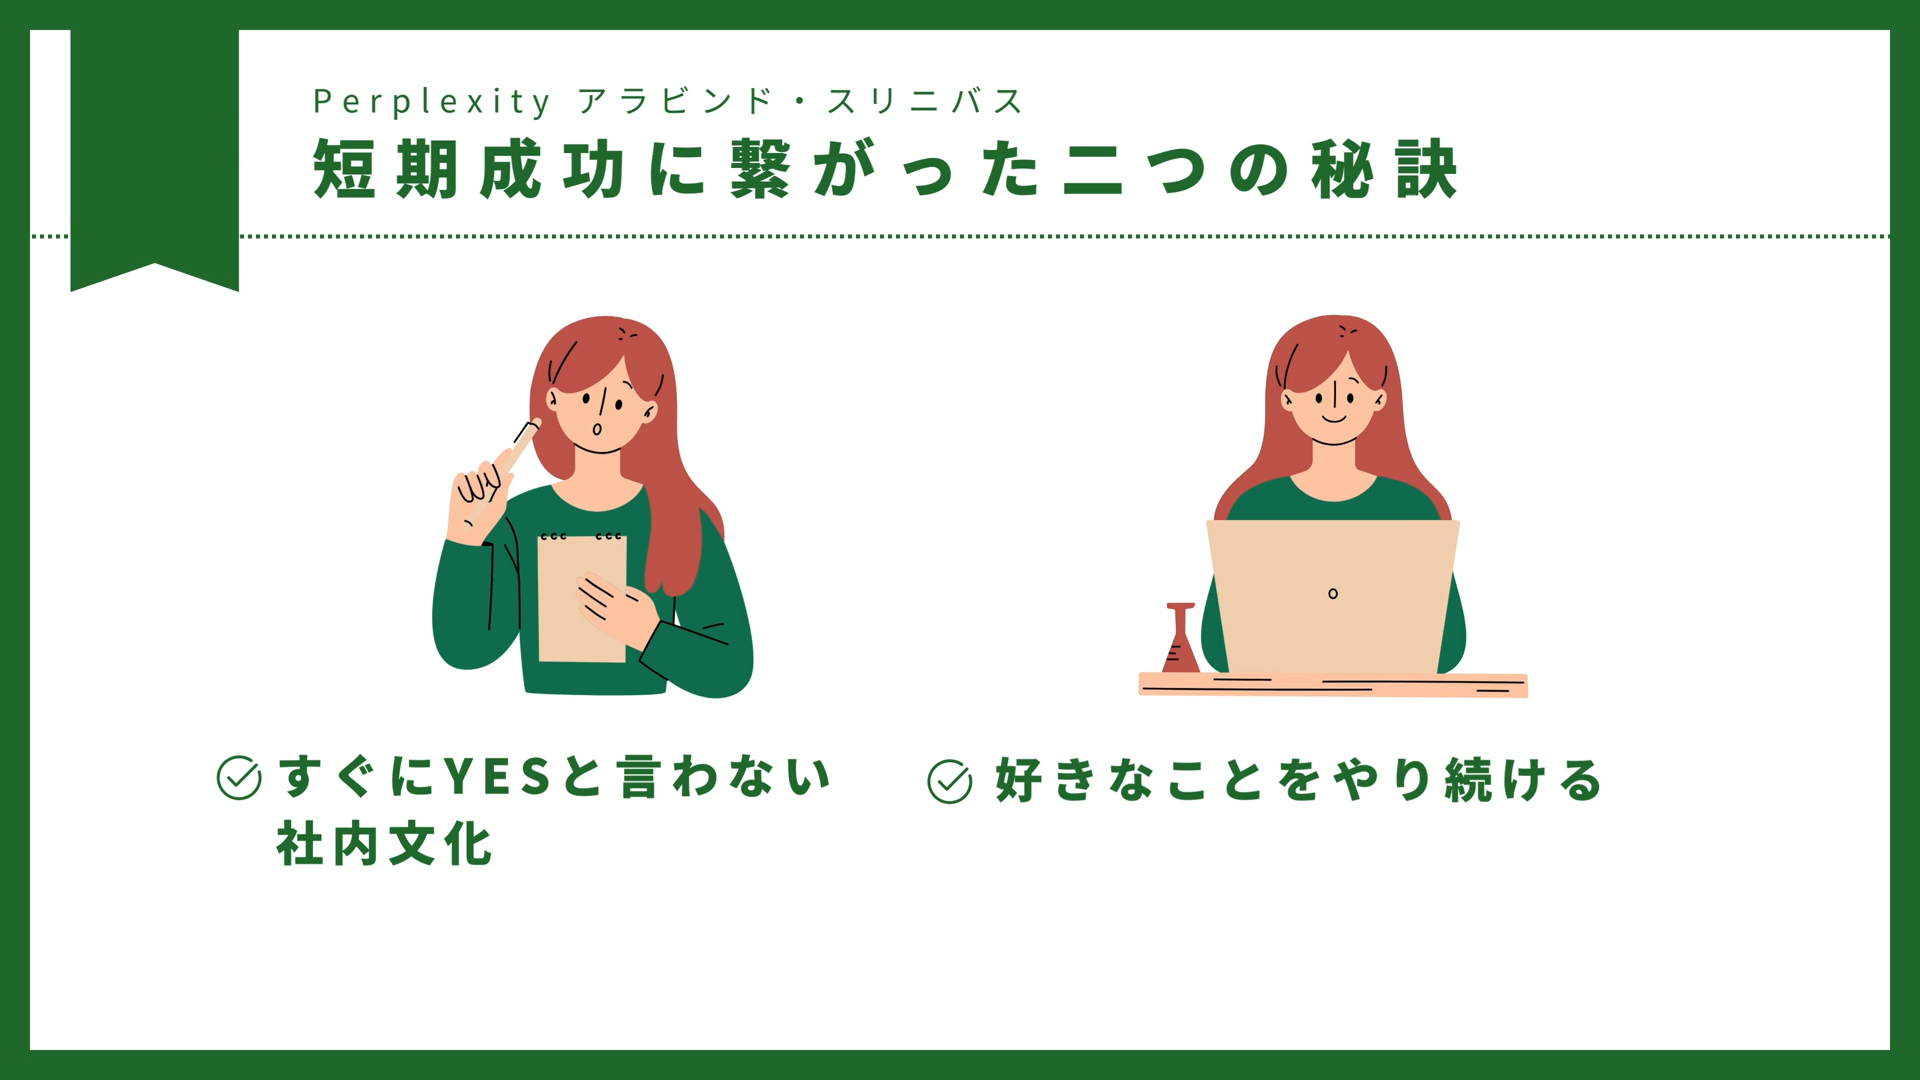 Perplexity アラビンド・スリニバス
短期成功に繋がった二つの秘訣
すぐにYESと言わない
社内文化
好きなことをやり続ける